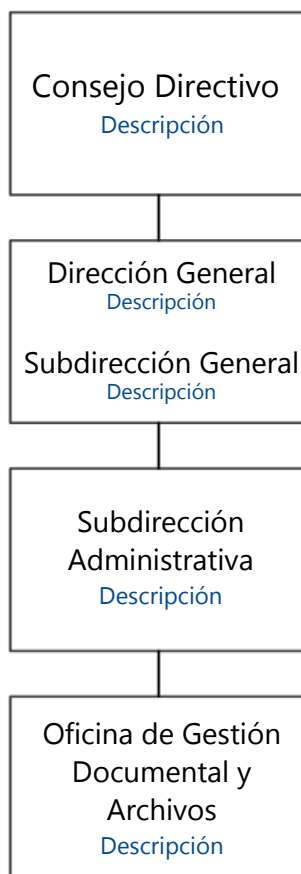 Consejo Directivo
Descripción
Dirección General
Descripción
Subdirección General
Descripción
Subdirección
Administrativa
Descripción
Oficina de Gestión
Documental y
Archivos
Descripción